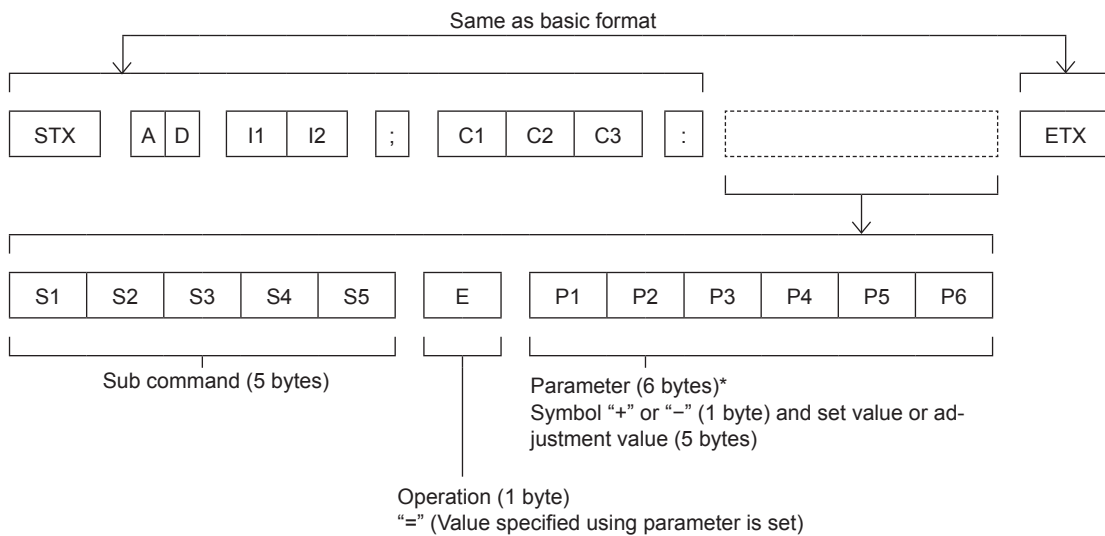 Same as basic format
STX A D I1 I2 ; C1 C2 C3 : ETX
S1 S2 S3 S4 S5 E P1 P2 P3 P4 P5 P6
Sub command (5 bytes)
Parameter (6 bytes)*
Symbol “+” or “−” (1 byte) and set value or ad-
justment value (5 bytes)
Operation (1 byte)
“=” (Value specified using parameter is set)